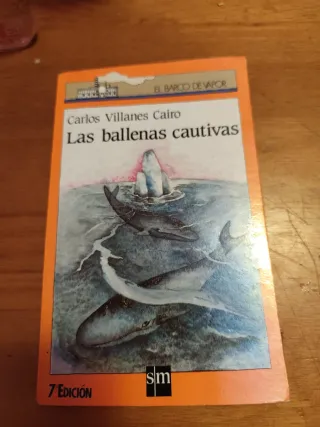 EL BARCO DE VAPOR
Carlos Villanes Cairo
Las ballenas cautivas
7ª EDICIÓN
sm